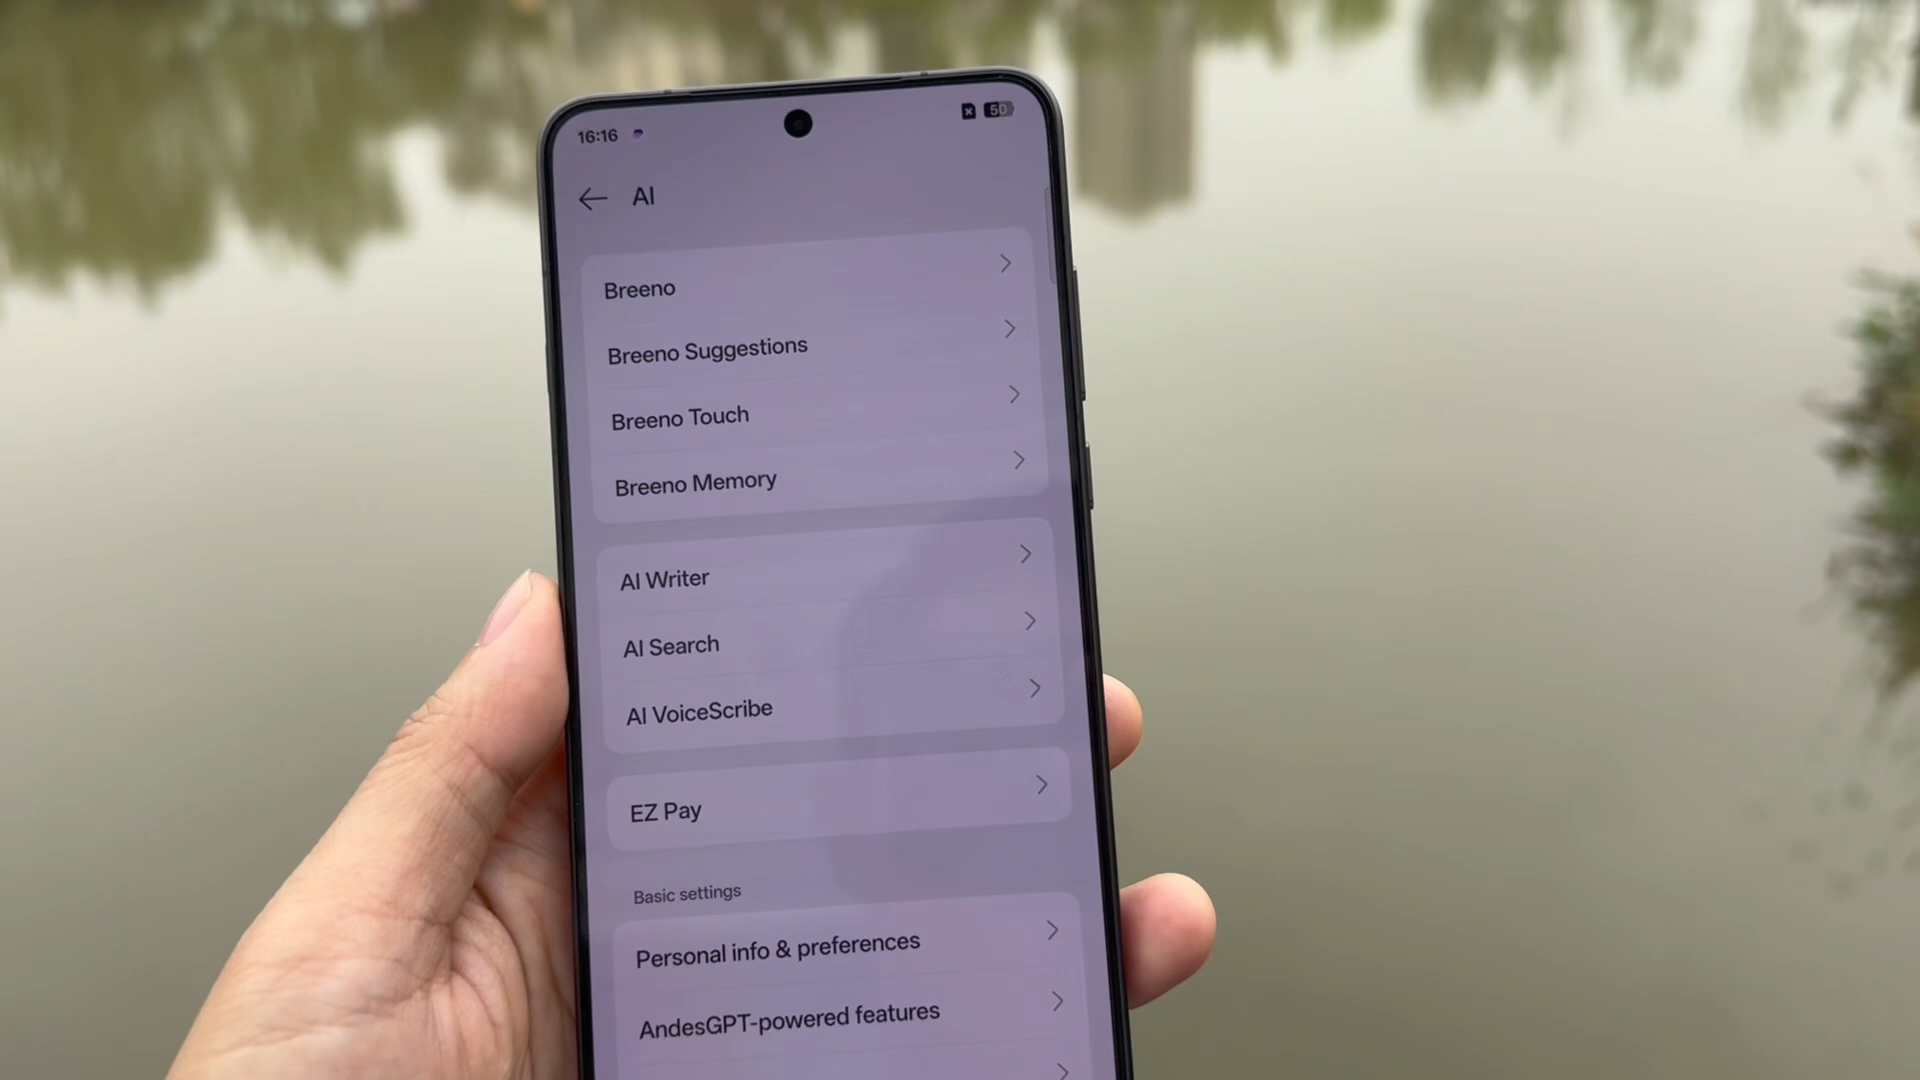 16:16
50
AI
Breeno
Breeno Suggestions
Breeno Touch
Breeno Memory
AI Writer
AI Search
AI VoiceScribe
EZ Pay
Basic settings
Personal info & preferences
AndesGPT-powered features